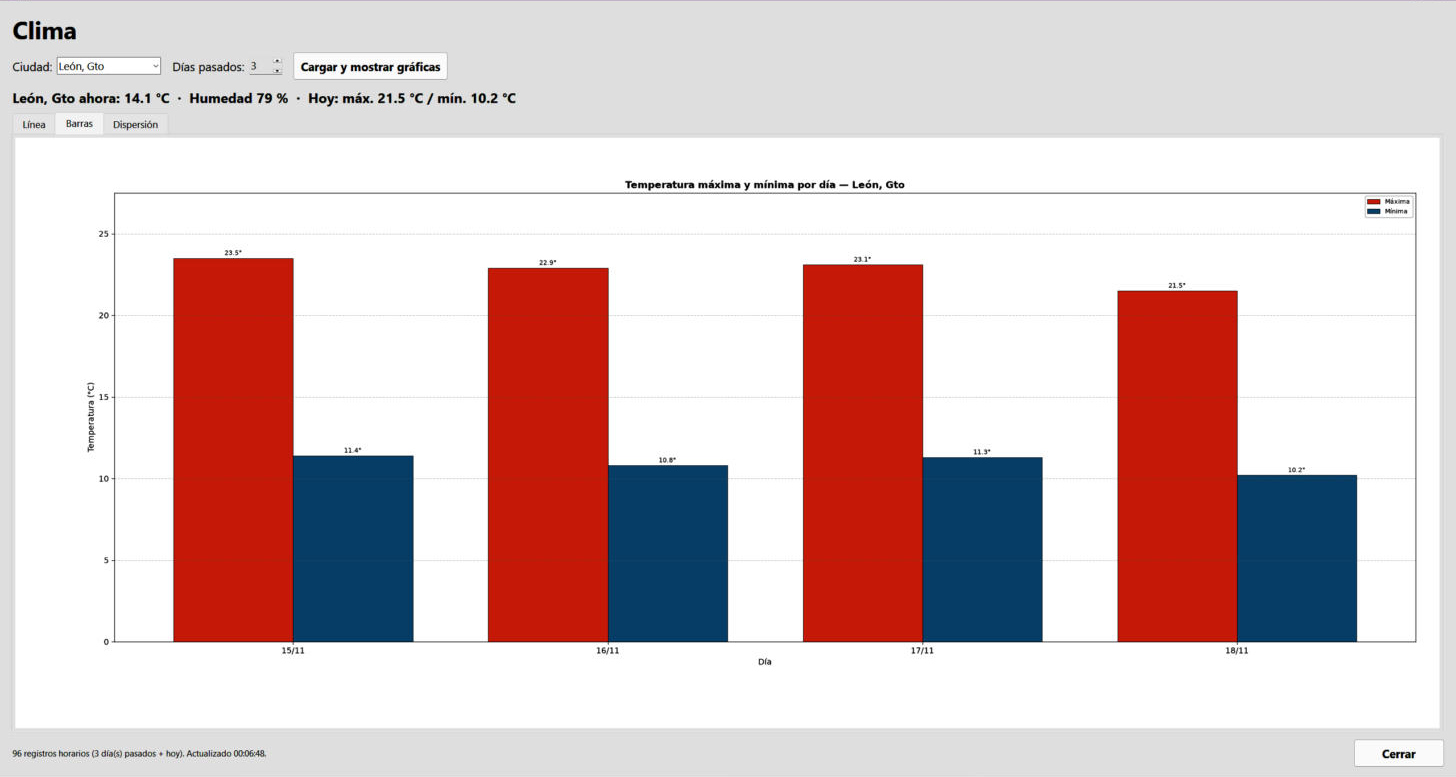 Clima
Ciudad: León, Gto Días pasados: 3 Cargar y mostrar gráficas
León, Gto ahora: 14.1 °C · Humedad 79 % · Hoy: máx. 21.5 °C / mín. 10.2 °C
Línea Barras Dispersión
Temperatura máxima y mínima por día — León, Gto
Máxima
Mínima
25
20
15
10
5
0
Temperatura (°C)
23.5°
11.4°
22.9°
10.8°
23.1°
11.3°
21.5°
10.2°
15/11 16/11 17/11 18/11
Día
96 registros horarios (3 día(s) pasados + hoy). Actualizado 00:06:48.
Cerrar